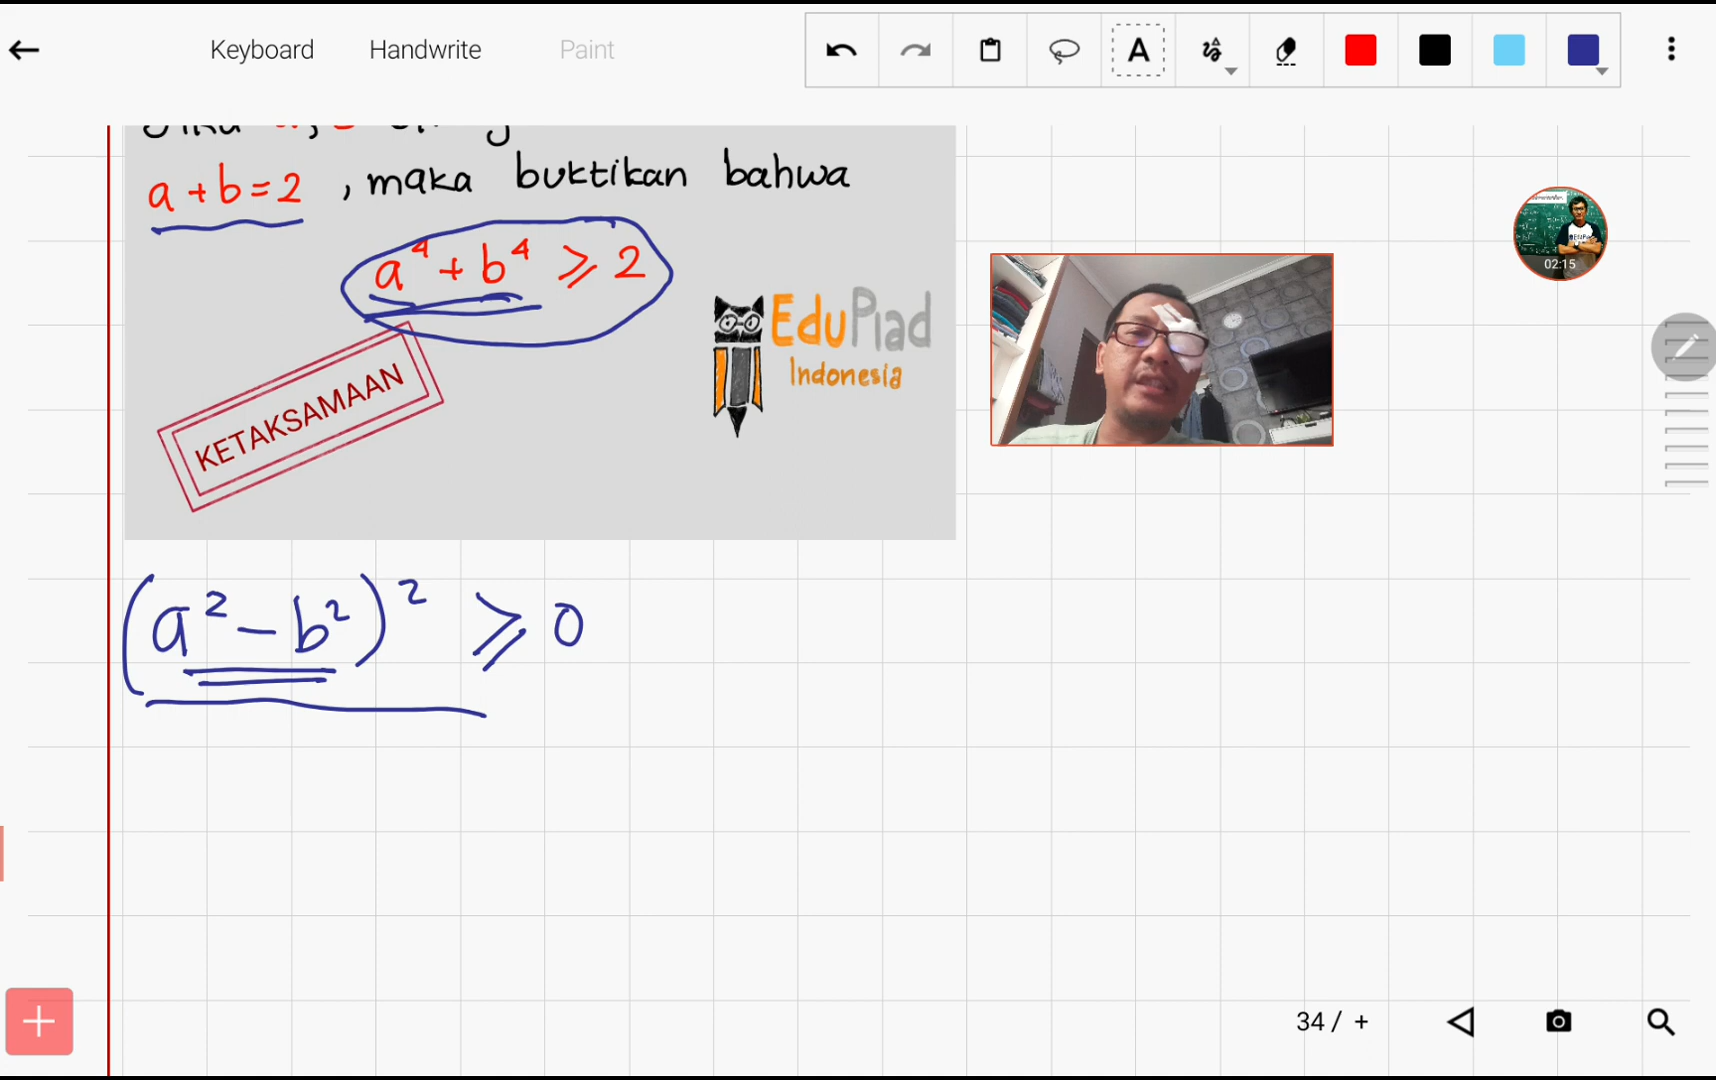 Keyboard Handwrite Paint
A
a + b = 2 , maka buktikan bahwa
a⁴ + b⁴ ⩾ 2
EduPiad
Indonesia
KETAKSAMAAN
02:15
(a² − b²)² ⩾ 0
34 / +